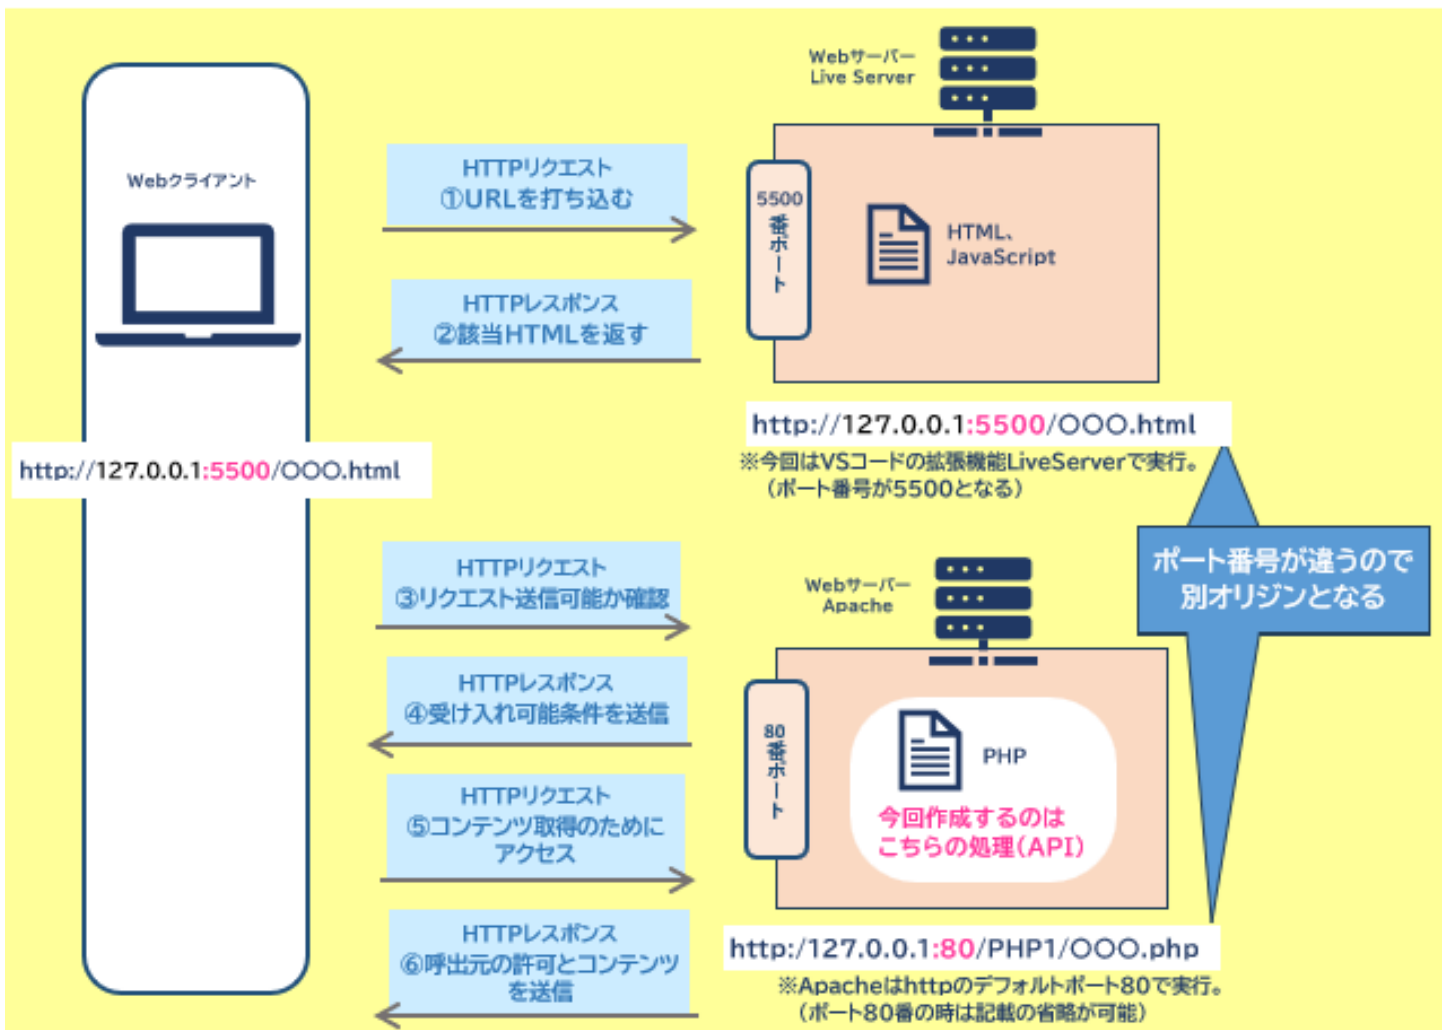 Webサーバー
Live Server
Webクライアント
HTTPリクエスト
①URLを打ち込む
5500
番ポート
HTML、
JavaScript
HTTPレスポンス
②該当HTMLを返す
http://127.0.0.1:5500/〇〇〇.html
※今回はVSコードの拡張機能LiveServerで実行。
（ポート番号が5500となる）
http://127.0.0.1:5500/〇〇〇.html
ポート番号が違うので
別オリジンとなる
HTTPリクエスト
③リクエスト送信可能か確認
Webサーバー
Apache
HTTPレスポンス
④受け入れ可能条件を送信
80
番ポート
PHP
今回作成するのは
こちらの処理(API)
HTTPリクエスト
⑤コンテンツ取得のために
アクセス
HTTPレスポンス
⑥呼出元の許可とコンテンツ
を送信
http:/127.0.0.1:80/PHP1/〇〇〇.php
※Apacheはhttpのデフォルトポート80で実行。
（ポート80番の時は記載の省略が可能）